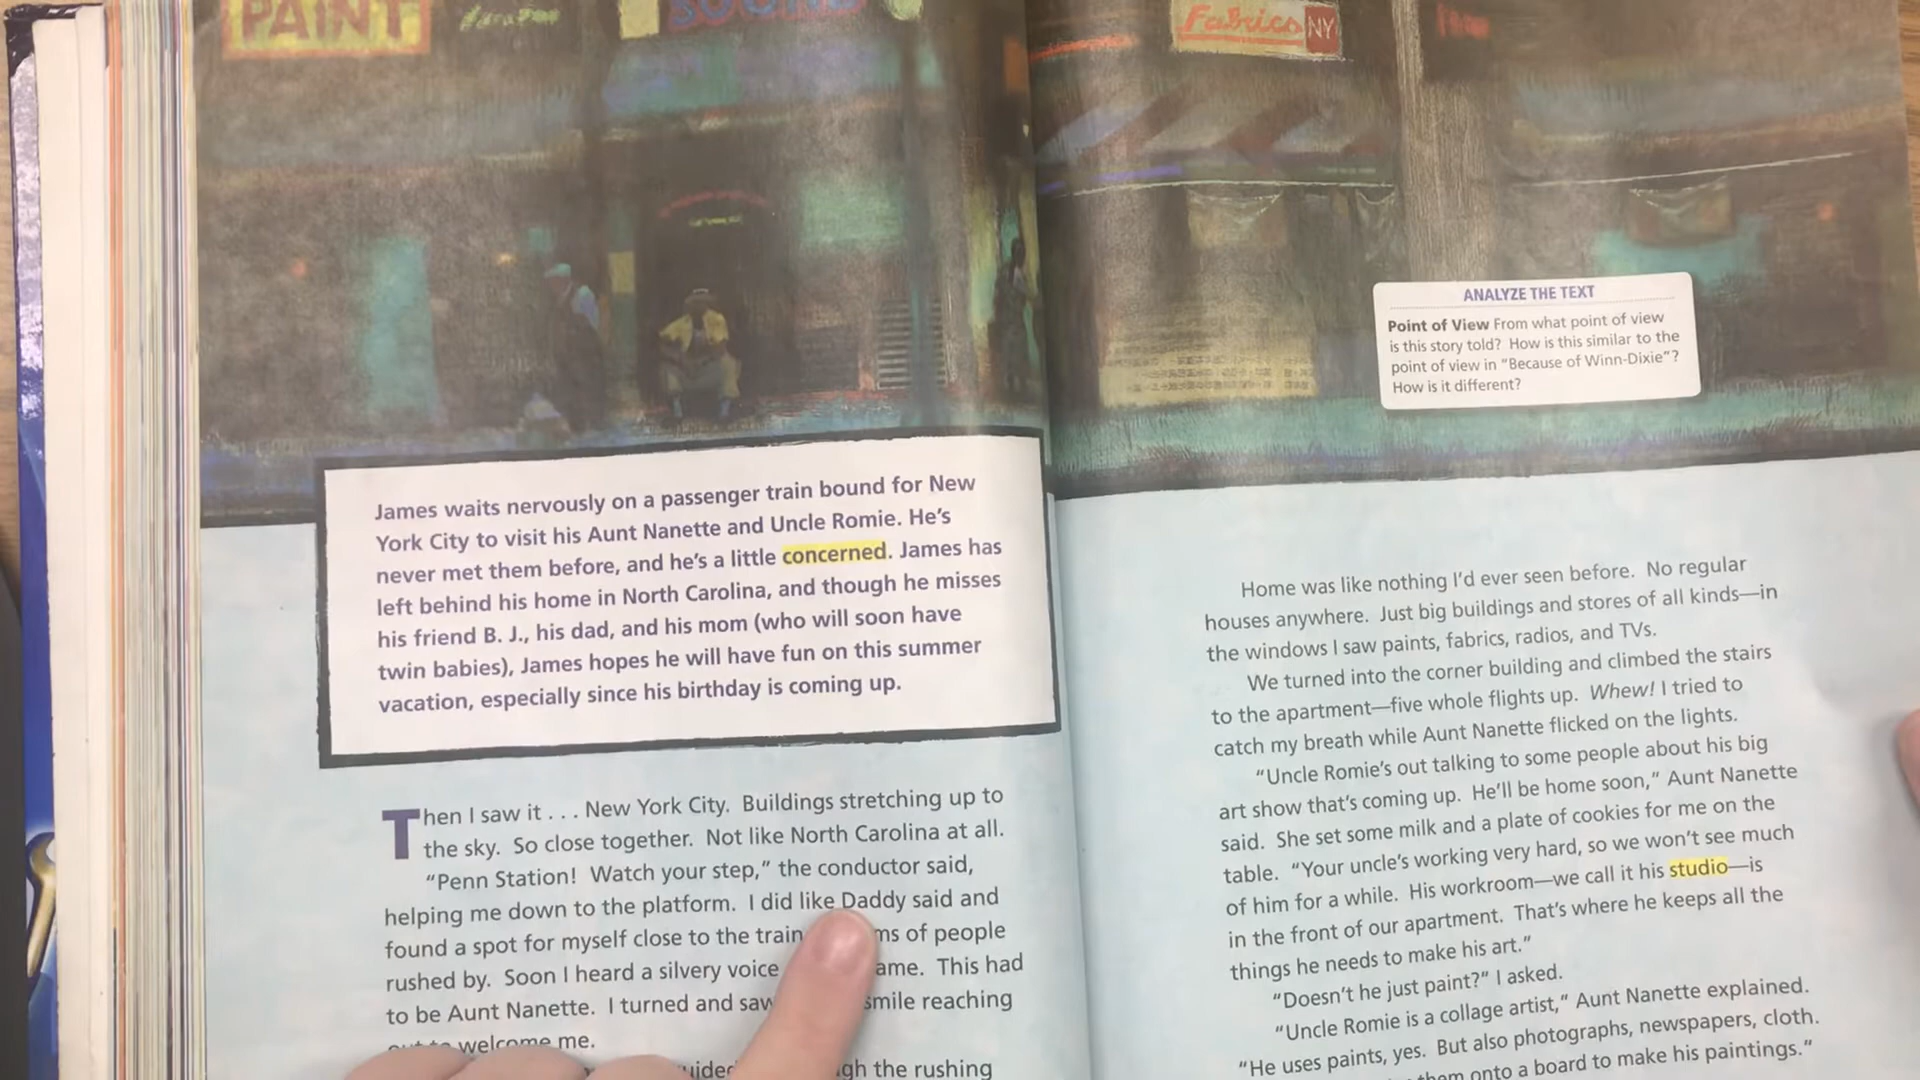 PAINT
SOUND
Fabrics NY
James waits nervously on a passenger train bound for New
York City to visit his Aunt Nanette and Uncle Romie. He's
never met them before, and he's a little concerned. James has
left behind his home in North Carolina, and though he misses
his friend B. J., his dad, and his mom (who will soon have
twin babies), James hopes he will have fun on this summer
vacation, especially since his birthday is coming up.
Then I saw it . . . New York City. Buildings stretching up to
the sky. So close together. Not like North Carolina at all.
"Penn Station! Watch your step," the conductor said,
helping me down to the platform. I did like Daddy said and
found a spot for myself close to the train of people
rushed by. Soon I heard a silvery voice This had
to be Aunt Nanette. I turned and saw smile reaching
welcome me.
the rushing
ANALYZE THE TEXT
Point of View From what point of view
is this story told? How is this similar to the
point of view in "Because of Winn-Dixie"?
How is it different?
Home was like nothing I'd ever seen before. No regular
houses anywhere. Just big buildings and stores of all kinds—in
the windows I saw paints, fabrics, radios, and TVs.
We turned into the corner building and climbed the stairs
to the apartment—five whole flights up. Whew! I tried to
catch my breath while Aunt Nanette flicked on the lights.
"Uncle Romie's out talking to some people about his big
art show that's coming up. He'll be home soon," Aunt Nanette
said. She set some milk and a plate of cookies for me on the
table. "Your uncle's working very hard, so we won't see much
of him for a while. His workroom—we call it his studio—is
in the front of our apartment. That's where he keeps all the
things he needs to make his art."
"Doesn't he just paint?" I asked.
"Uncle Romie is a collage artist," Aunt Nanette explained.
"He uses paints, yes. But also photographs, newspapers, cloth.
them onto a board to make his paintings."